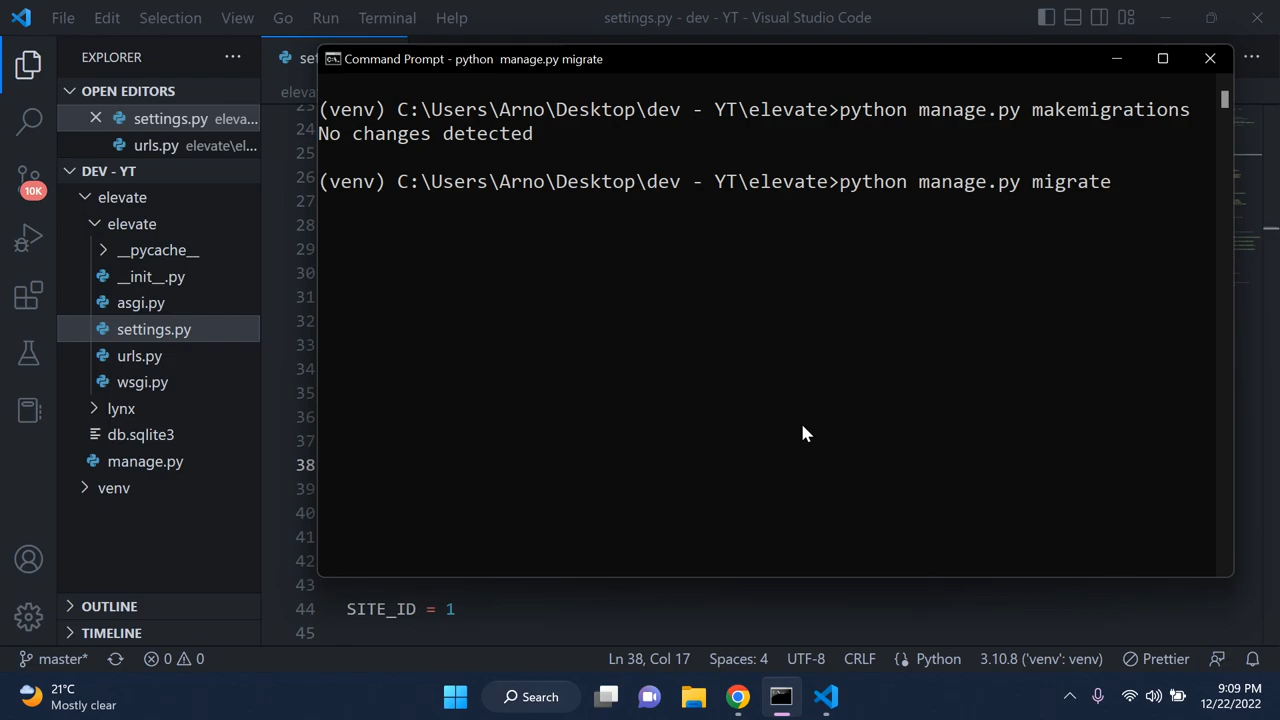 File Edit Selection View Go Run Terminal Help
settings.py - dev - YT - Visual Studio Code
EXPLORER
OPEN EDITORS
settings.py eleva...
urls.py elevate\el...
DEV - YT
elevate
elevate
__pycache__
__init__.py
asgi.py
settings.py
urls.py
wsgi.py
lynx
db.sqlite3
manage.py
venv
OUTLINE
TIMELINE
10K
Command Prompt - python  manage.py migrate
(venv) C:\Users\Arno\Desktop\dev - YT\elevate>python manage.py makemigrations
No changes detected
(venv) C:\Users\Arno\Desktop\dev - YT\elevate>python manage.py migrate
24
25
26
27
28
29
30
31
32
33
34
35
36
37
38
39
40
41
42
43
44 SITE_ID = 1
45
master* 0 0
Ln 38, Col 17 Spaces: 4 UTF-8 CRLF Python 3.10.8 ('venv': venv) Prettier
21°C
Mostly clear
Search
9:09 PM
12/22/2022